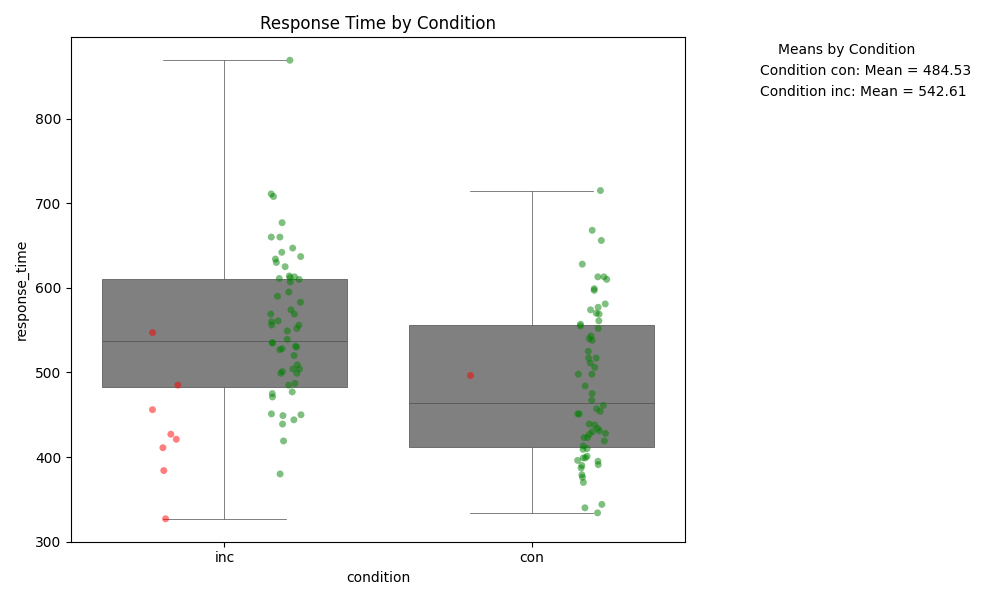 Response Time by Condition
Means by Condition
Condition con: Mean = 484.53
Condition inc: Mean = 542.61
response_time
800
700
600
500
400
300
inc
con
condition